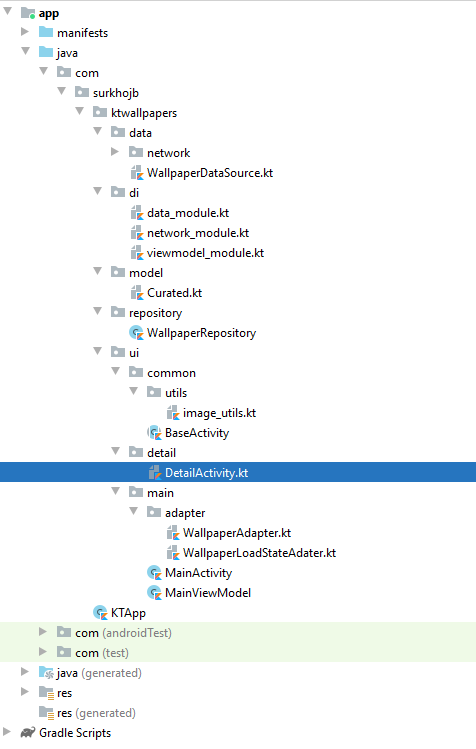 app
manifests
java
com
surkhojb
ktwallpapers
data
network
WallpaperDataSource.kt
di
data_module.kt
network_module.kt
viewmodel_module.kt
model
Curated.kt
repository
WallpaperRepository
ui
common
utils
image_utils.kt
BaseActivity
detail
DetailActivity.kt
main
adapter
WallpaperAdapter.kt
WallpaperLoadStateAdater.kt
MainActivity
MainViewModel
KTApp
com (androidTest)
com (test)
java (generated)
res
res (generated)
Gradle Scripts